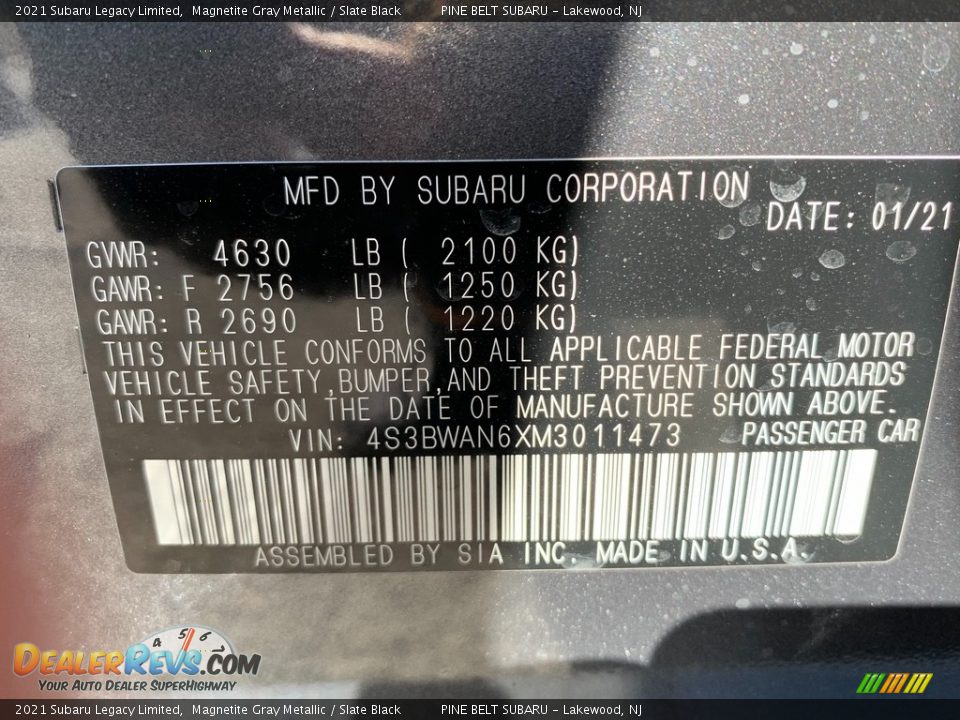 2021 Subaru Legacy Limited, Magnetite Gray Metallic / Slate Black PINE BELT SUBARU - Lakewood, NJ
MFD BY SUBARU CORPORATION
DATE: 01/21
GVWR: 4630 LB ( 2100 KG)
GAWR: F 2756 LB ( 1250 KG)
GAWR: R 2690 LB ( 1220 KG)
THIS VEHICLE CONFORMS TO ALL APPLICABLE FEDERAL MOTOR
VEHICLE SAFETY,BUMPER,AND THEFT PREVENTION STANDARDS
IN EFFECT ON THE DATE OF MANUFACTURE SHOWN ABOVE.
VIN: 4S3BWAN6XM3011473 PASSENGER CAR
ASSEMBLED BY SIA INC. MADE IN U.S.A.
4 5 6
DEALERREVS.COM
YOUR AUTO DEALER SUPERHIGHWAY
2021 Subaru Legacy Limited, Magnetite Gray Metallic / Slate Black PINE BELT SUBARU - Lakewood, NJ